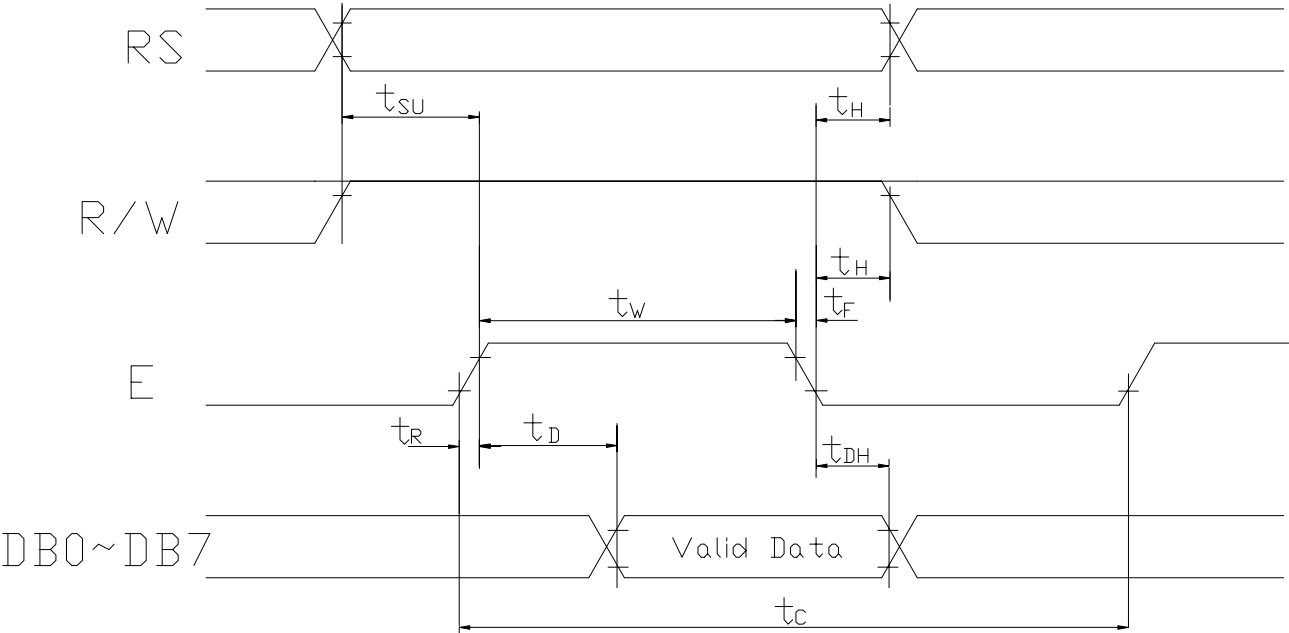 RS
tSU
tH
R/W
tH
tW
tF
E
tR
tD
tDH
DB0~DB7
Valid Data
tC